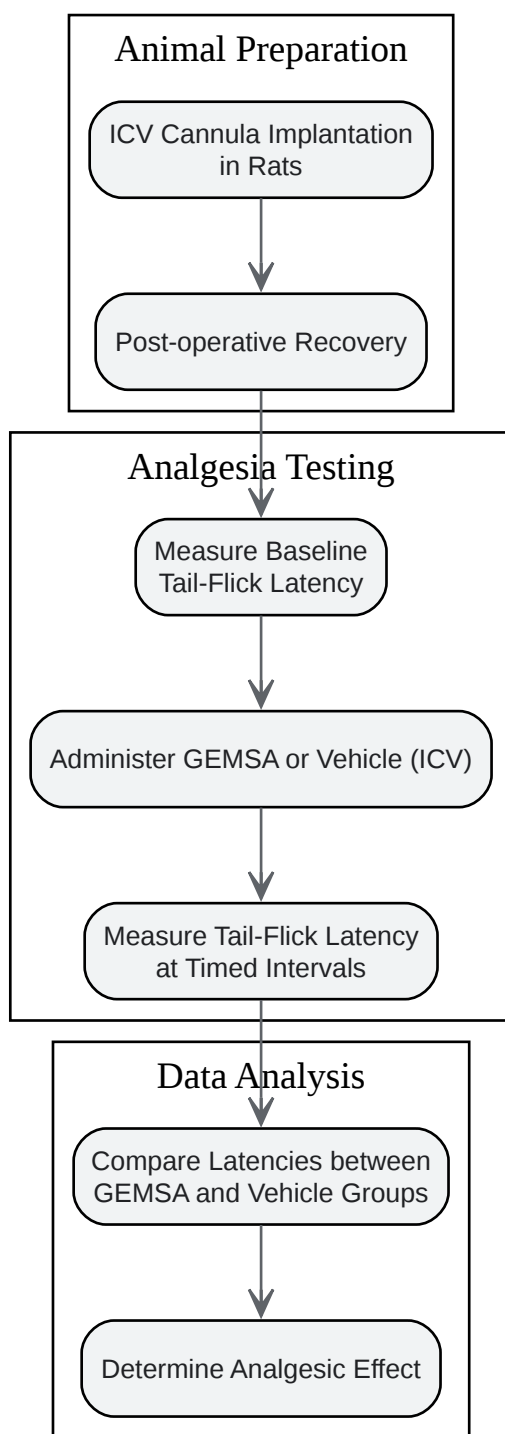 Animal Preparation
ICV Cannula Implantation
in Rats
Post-operative Recovery
Analgesia Testing
Measure Baseline
Tail-Flick Latency
Administer GEMSA or Vehicle (ICV)
Measure Tail-Flick Latency
at Timed Intervals
Data Analysis
Compare Latencies between
GEMSA and Vehicle Groups
Determine Analgesic Effect